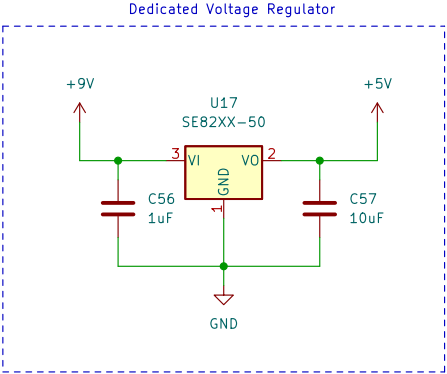 Dedicated Voltage Regulator
+9V
+5V
U17
SE82XX-50
3
VI
VO
2
GND
1
C56
1uF
C57
10uF
GND